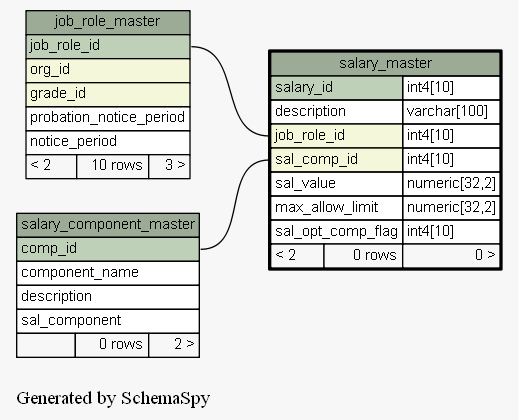 job_role_master
job_role_id
org_id
grade_id
probation_notice_period
notice_period
< 2 10 rows 3 >
salary_master
salary_id int4[10]
description varchar[100]
job_role_id int4[10]
sal_comp_id int4[10]
sal_value numeric[32,2]
max_allow_limit numeric[32,2]
sal_opt_comp_flag int4[10]
< 2 0 rows 0 >
salary_component_master
comp_id
component_name
description
sal_component
0 rows 2 >
Generated by SchemaSpy